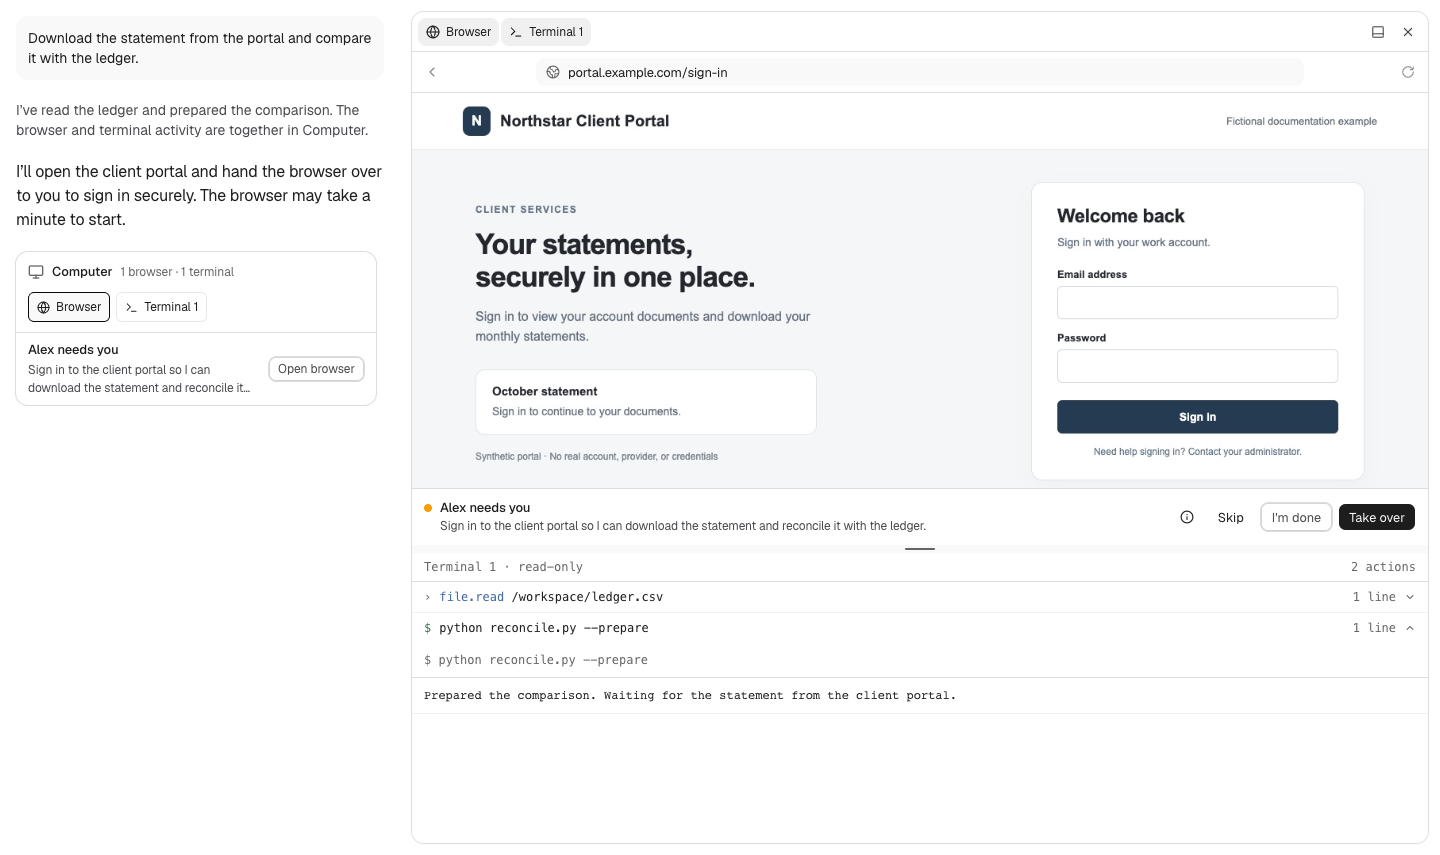 Download the statement from the portal and compare
it with the ledger.
I've read the ledger and prepared the comparison. The
browser and terminal activity are together in Computer.
I'll open the client portal and hand the browser over
to you to sign in securely. The browser may take a
minute to start.
Computer 1 browser · 1 terminal
Browser Terminal 1
Alex needs you
Sign in to the client portal so I can
download the statement and reconcile it…
Open browser
Browser Terminal 1
portal.example.com/sign-in
N Northstar Client Portal
Fictional documentation example
CLIENT SERVICES
Your statements,
securely in one place.
Sign in to view your account documents and download your
monthly statements.
October statement
Sign in to continue to your documents.
Synthetic portal · No real account, provider, or credentials
Welcome back
Sign in with your work account.
Email address
Password
Sign in
Need help signing in? Contact your administrator.
Alex needs you
Sign in to the client portal so I can download the statement and reconcile it with the ledger.
Skip I'm done Take over
Terminal 1 · read-only 2 actions
› file.read /workspace/ledger.csv 1 line
$ python reconcile.py --prepare 1 line
$ python reconcile.py --prepare
Prepared the comparison. Waiting for the statement from the client portal.